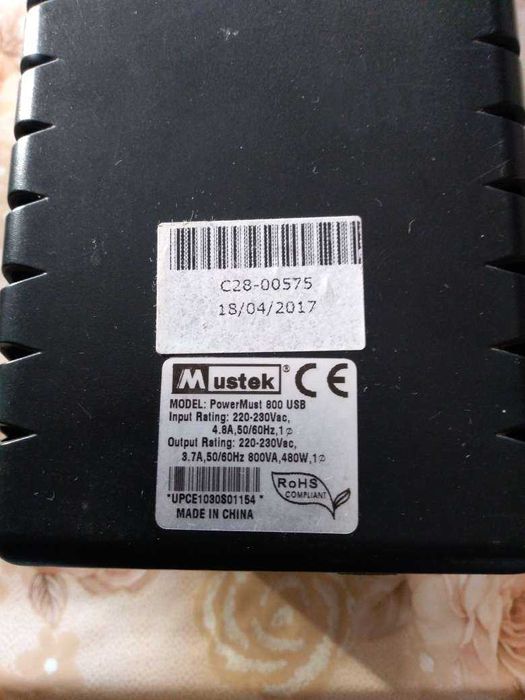 C28-00575
18/04/2017
Mustek® CE
MODEL: PowerMust 800 USB
Input Rating: 220-230Vac,
4.8A,50/60Hz,1⌀
Output Rating: 220-230Vac,
3.7A,50/60Hz 800VA,480W,1⌀
*UPCE1030S01154*
MADE IN CHINA
RoHS
COMPLIANT